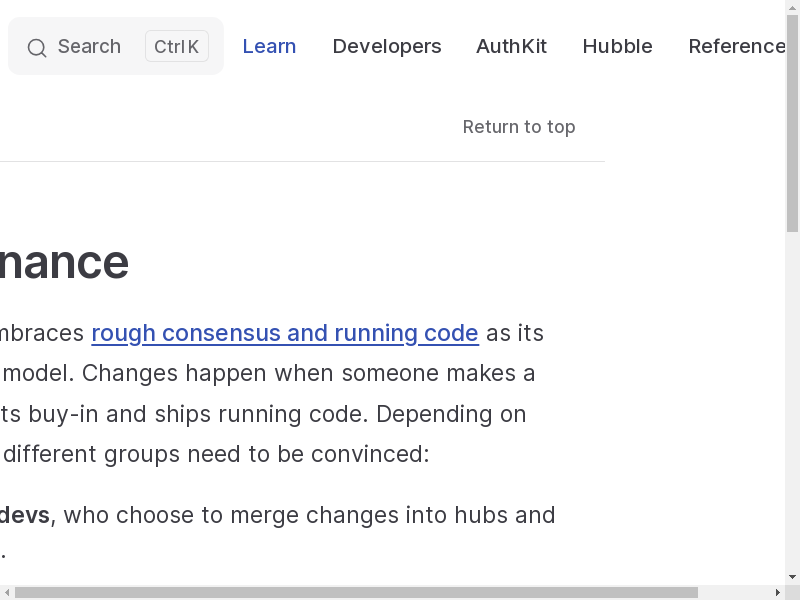 Search Ctrl K Learn Developers AuthKit Hubble Reference
Return to top
nance
mbraces rough consensus and running code as its
model. Changes happen when someone makes a
ts buy-in and ships running code. Depending on
different groups need to be convinced:
devs, who choose to merge changes into hubs and
.